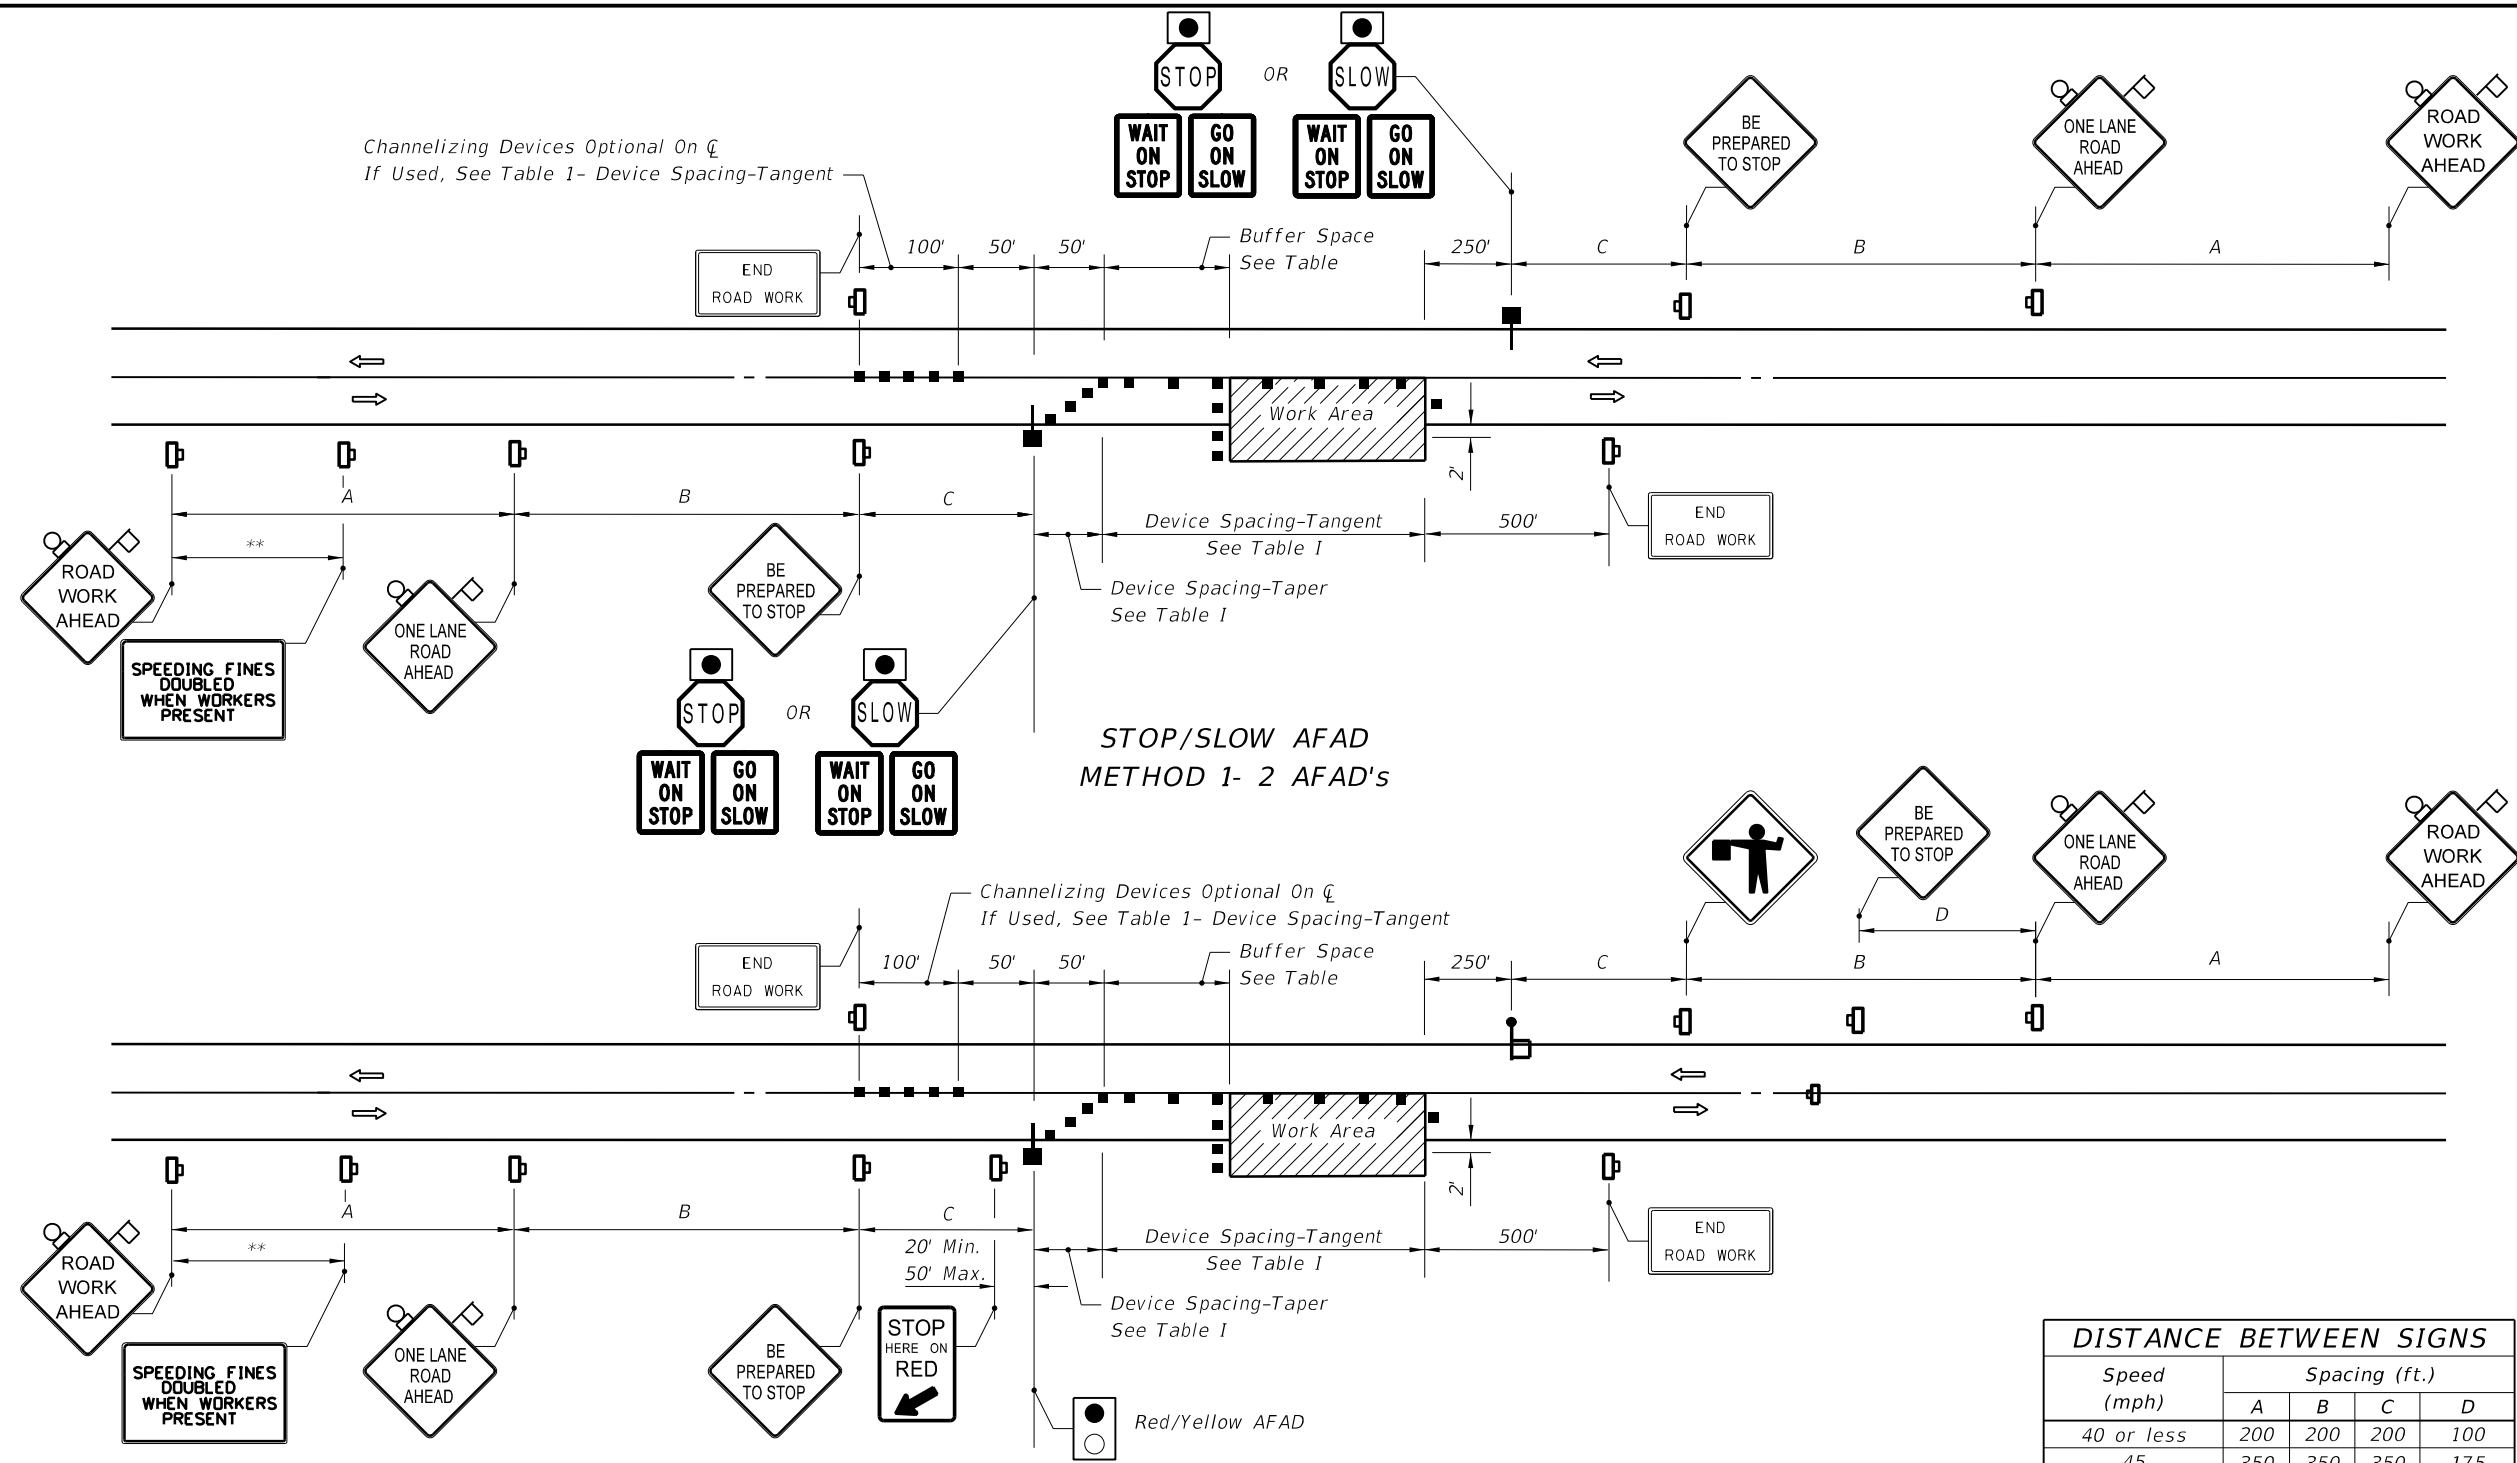 STOP
OR
SLOW
WAIT
ON
STOP
GO
ON
SLOW
WAIT
ON
STOP
GO
ON
SLOW
BE
PREPARED
TO STOP
ONE LANE
ROAD
AHEAD
ROAD
WORK
AHEAD
Channelizing Devices Optional On ℄
If Used, See Table 1- Device Spacing-Tangent
END
ROAD WORK
100'
50'
50'
Buffer Space
See Table
250'
C
B
A
Work Area
2'
A
B
C
**
Device Spacing-Tangent
See Table I
500'
END
ROAD WORK
Device Spacing-Taper
See Table I
ROAD
WORK
AHEAD
SPEEDING FINES
DOUBLED
WHEN WORKERS
PRESENT
ONE LANE
ROAD
AHEAD
BE
PREPARED
TO STOP
STOP
OR
SLOW
WAIT
ON
STOP
GO
ON
SLOW
WAIT
ON
STOP
GO
ON
SLOW
STOP/SLOW AFAD
METHOD 1- 2 AFAD's
BE
PREPARED
TO STOP
ONE LANE
ROAD
AHEAD
ROAD
WORK
AHEAD
Channelizing Devices Optional On ℄
If Used, See Table 1- Device Spacing-Tangent
END
ROAD WORK
100'
50'
50'
Buffer Space
See Table
250'
C
D
B
A
Work Area
2'
A
B
C
**
20' Min.
50' Max.
Device Spacing-Tangent
See Table I
500'
END
ROAD WORK
Device Spacing-Taper
See Table I
ROAD
WORK
AHEAD
SPEEDING FINES
DOUBLED
WHEN WORKERS
PRESENT
ONE LANE
ROAD
AHEAD
BE
PREPARED
TO STOP
STOP
HERE ON
RED
Red/Yellow AFAD
DISTANCE BETWEEN SIGNS
Speed
(mph)
Spacing (ft.)
A B C D
40 or less 200 200 200 100
45 350 350 350 175